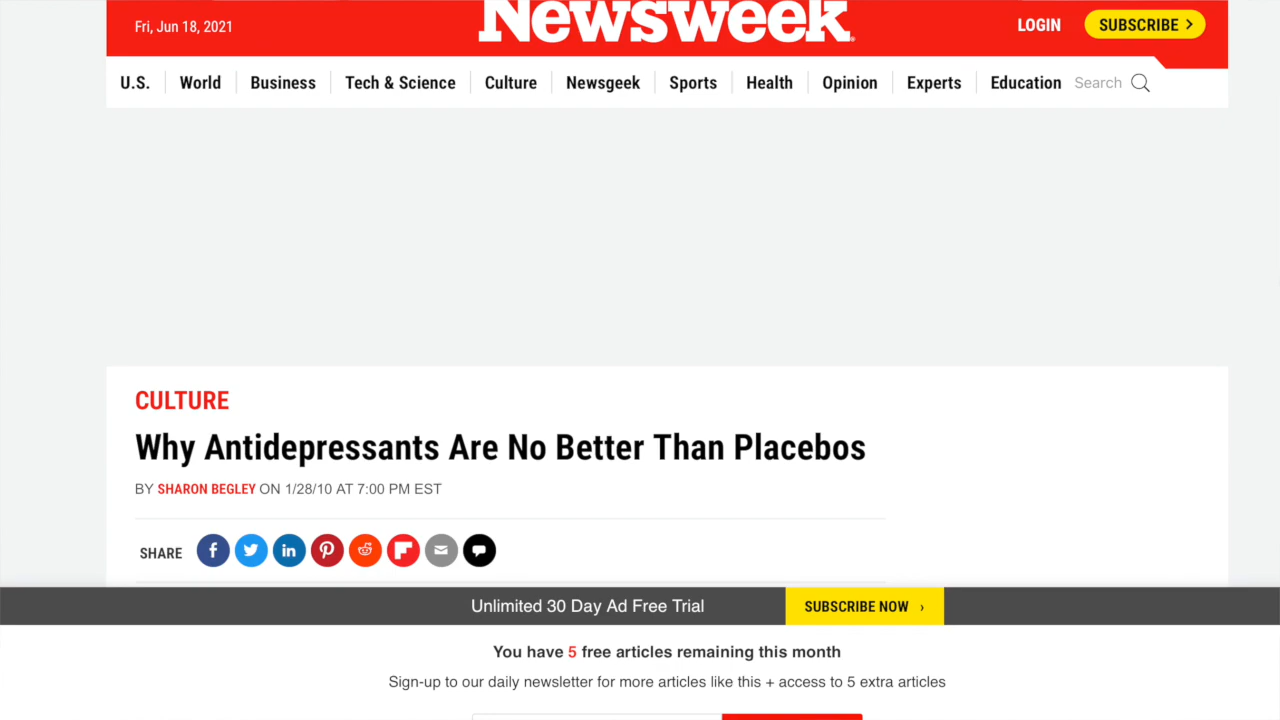 Newsweek
Fri, Jun 18, 2021
LOGIN
SUBSCRIBE >
U.S. World Business Tech & Science Culture Newsgeek Sports Health Opinion Experts Education Search
CULTURE
Why Antidepressants Are No Better Than Placebos
BY SHARON BEGLEY ON 1/28/10 AT 7:00 PM EST
SHARE
Unlimited 30 Day Ad Free Trial
SUBSCRIBE NOW ›
You have 5 free articles remaining this month
Sign-up to our daily newsletter for more articles like this + access to 5 extra articles